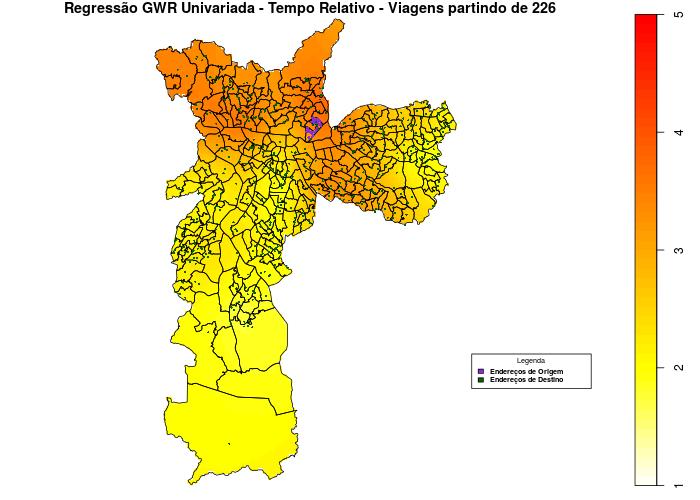 Regressão GWR Univariada - Tempo Relativo - Viagens partindo de 226
5
4
3
2
1
Legenda
Endereços de Origem
Endereços de Destino